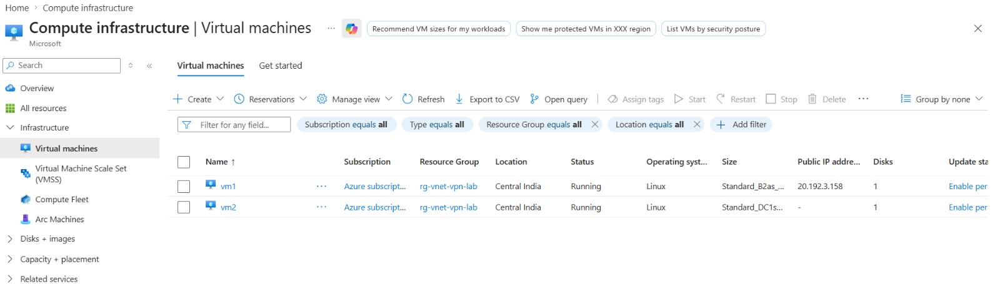 Home > Compute infrastructure
Compute infrastructure | Virtual machines ... Recommend VM sizes for my workloads Show me protected VMs in XXX region List VMs by security posture
Microsoft
Search
Overview
All resources
Infrastructure
Virtual machines
Virtual Machine Scale Set
(VMSS)
Compute Fleet
Arc Machines
Disks + images
Capacity + placement
Related services
Virtual machines Get started
Create Reservations Manage view Refresh Export to CSV Open query Assign tags Start Restart Stop Delete ... Group by none
Filter for any field... Subscription equals all Type equals all Resource Group equals all Location equals all Add filter
Name ↑ Subscription Resource Group Location Status Operating syst... Size Public IP addre... Disks Update sta
vm1 ... Azure subscript... rg-vnet-vpn-lab Central India Running Linux Standard_B2as_... 20.192.3.158 1 Enable per
vm2 ... Azure subscript... rg-vnet-vpn-lab Central India Running Linux Standard_DC1s... - 1 Enable per